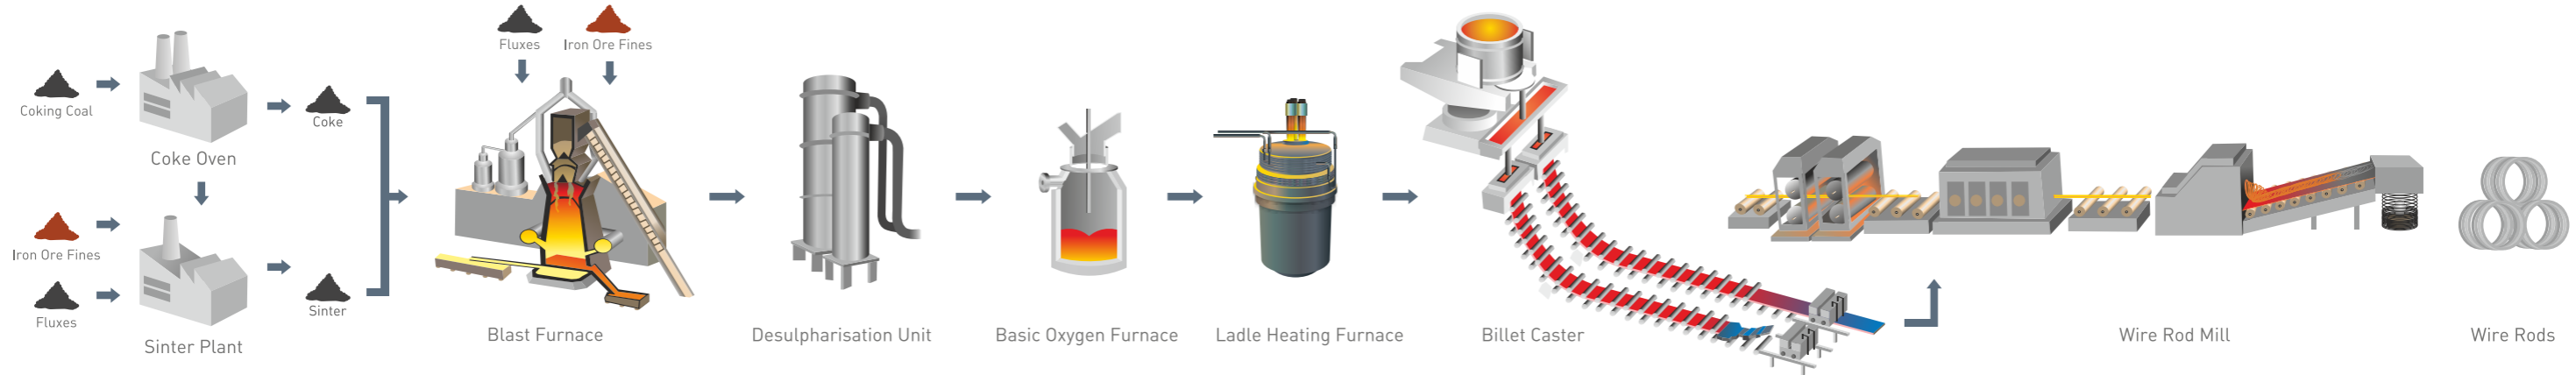 Coking Coal
Coke Oven
Coke
Iron Ore Fines
Fluxes
Sinter Plant
Sinter
Fluxes
Iron Ore Fines
Blast Furnace
Desulpharisation Unit
Basic Oxygen Furnace
Ladle Heating Furnace
Billet Caster
Wire Rod Mill
Wire Rods